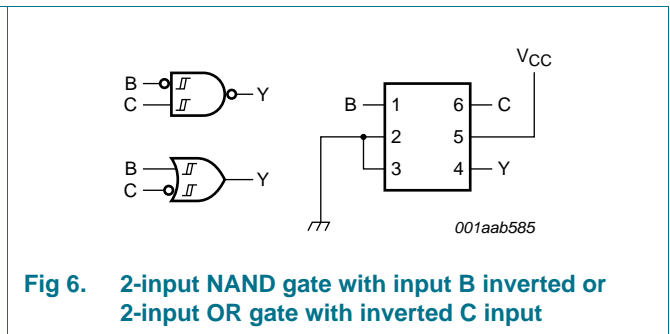 B
C
Y
B
C
Y
VCC
B
1
6
C
2
5
3
4
Y
001aab585
Fig 6. 2-input NAND gate with input B inverted or
2-input OR gate with inverted C input